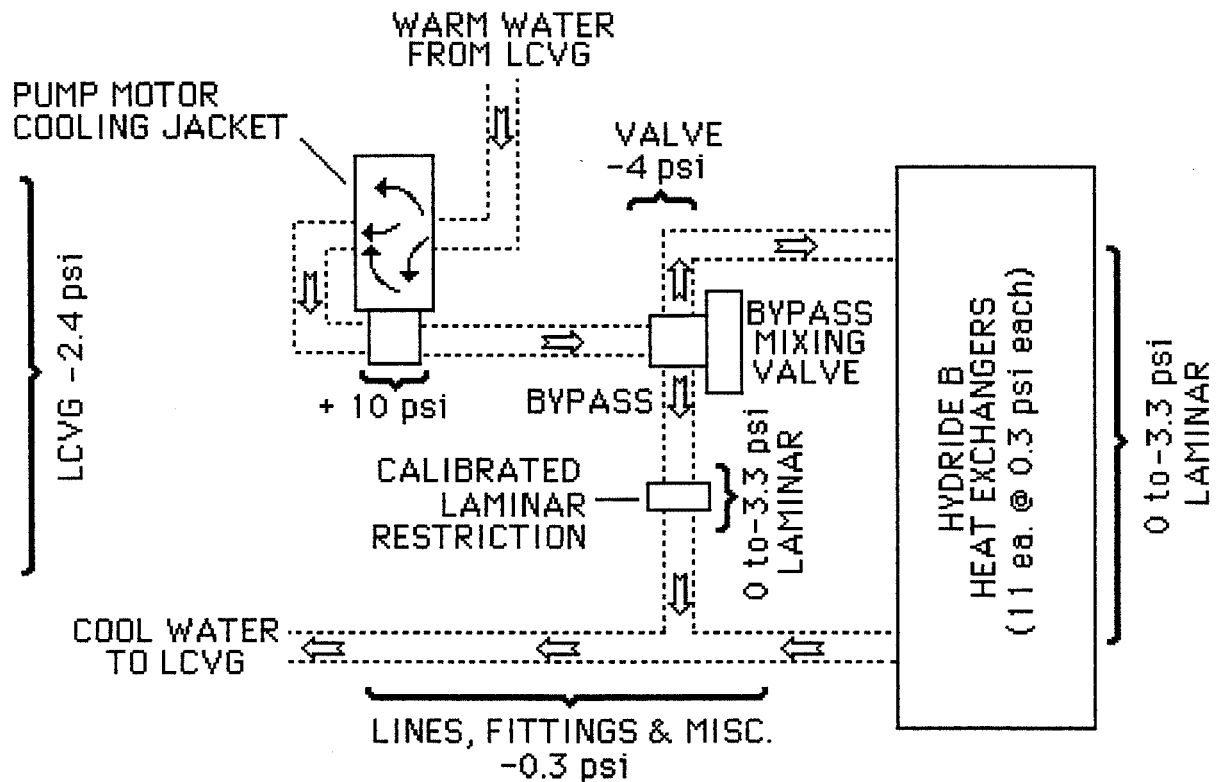 WARM WATER
FROM LCVG
PUMP MOTOR
COOLING JACKET
VALVE
-4 psi
LCVG -2.4 psi
+ 10 psi
BYPASS
MIXING
VALVE
BYPASS
CALIBRATED
LAMINAR
RESTRICTION
0 to-3.3 psi
LAMINAR
HYDRIDE B
HEAT EXCHANGERS
(11 ea. @ 0.3 psi each)
0 to-3.3 psi
LAMINAR
COOL WATER
TO LCVG
LINES, FITTINGS & MISC.
-0.3 psi